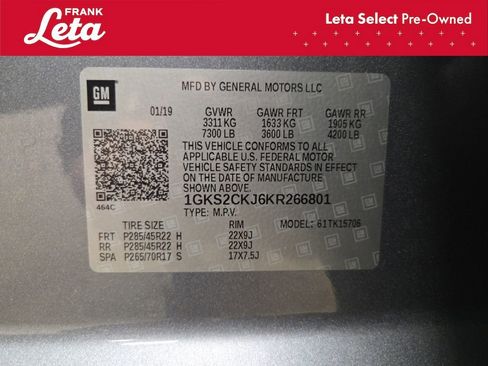 FRANK
Leta
Leta Select Pre-Owned
GM
MFD BY GENERAL MOTORS LLC
01/19 GVWR GAWR FRT GAWR RR
3311 KG 1633 KG 1905 KG
7300 LB 3600 LB 4200 LB
THIS VEHICLE CONFORMS TO ALL
APPLICABLE U.S. FEDERAL MOTOR
VEHICLE SAFETY STANDARDS IN EFFECT
ON THE DATE OF MANUFACTURE
SHOWN ABOVE.
464C
1GKS2CKJ6KR266801
TYPE: M.P.V. MODEL: 61TK15706
TIRE SIZE RIM
FRT P285/45R22 H 22X9J
RR P285/45R22 H 22X9J
SPA P265/70R17 S 17X7.5J